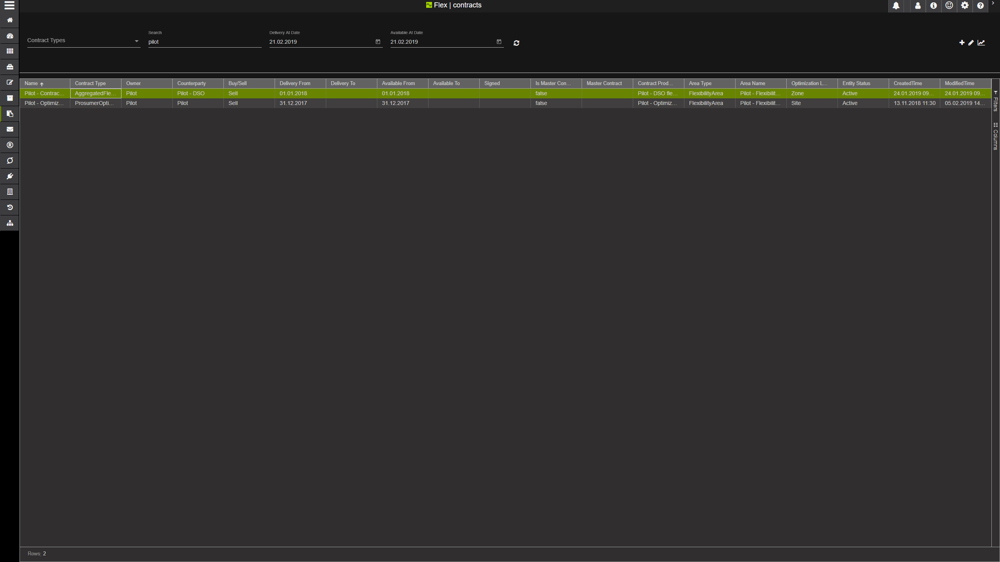 Flex | contracts
Contract Types
Search
pilot
Delivery At Date
21.02.2019
Available At Date
21.02.2019
Name Contract Type Owner Counterparty Buy/Sell Delivery From Delivery To Available From Available To Signed Is Master Con... Master Contract Contract Prod... Area Type Area Name Optimization L... Entity Status CreatedTime ModifiedTime
Pilot - Contrac... AggregatedFle... Pilot Pilot - DSO Sell 01.01.2018 01.01.2018 false Pilot - DSO fle... FlexibilityArea Pilot - Flexibilit... Zone Active 24.01.2019 09... 24.01.2019 09...
Pilot - Optimiz... ProsumerOpti... Pilot Pilot Sell 31.12.2017 31.12.2017 false Pilot - Optimiz... FlexibilityArea Pilot - Flexibilit... Site Active 13.11.2018 11:30 05.02.2019 14...
Filters
Columns
Rows: 2